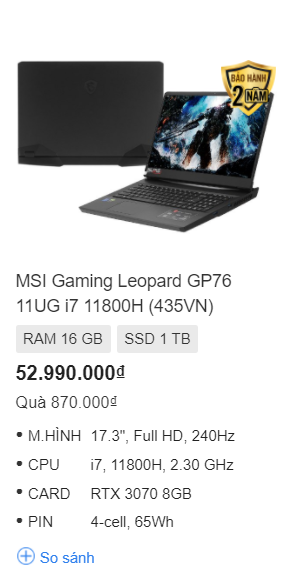 BẢO HÀNH
2 NĂM
MSI Gaming Leopard GP76
11UG i7 11800H (435VN)
RAM 16 GB SSD 1 TB
52.990.000₫
Quà 870.000₫
• M.HÌNH 17.3", Full HD, 240Hz
• CPU i7, 11800H, 2.30 GHz
• CARD RTX 3070 8GB
• PIN 4-cell, 65Wh
So sánh